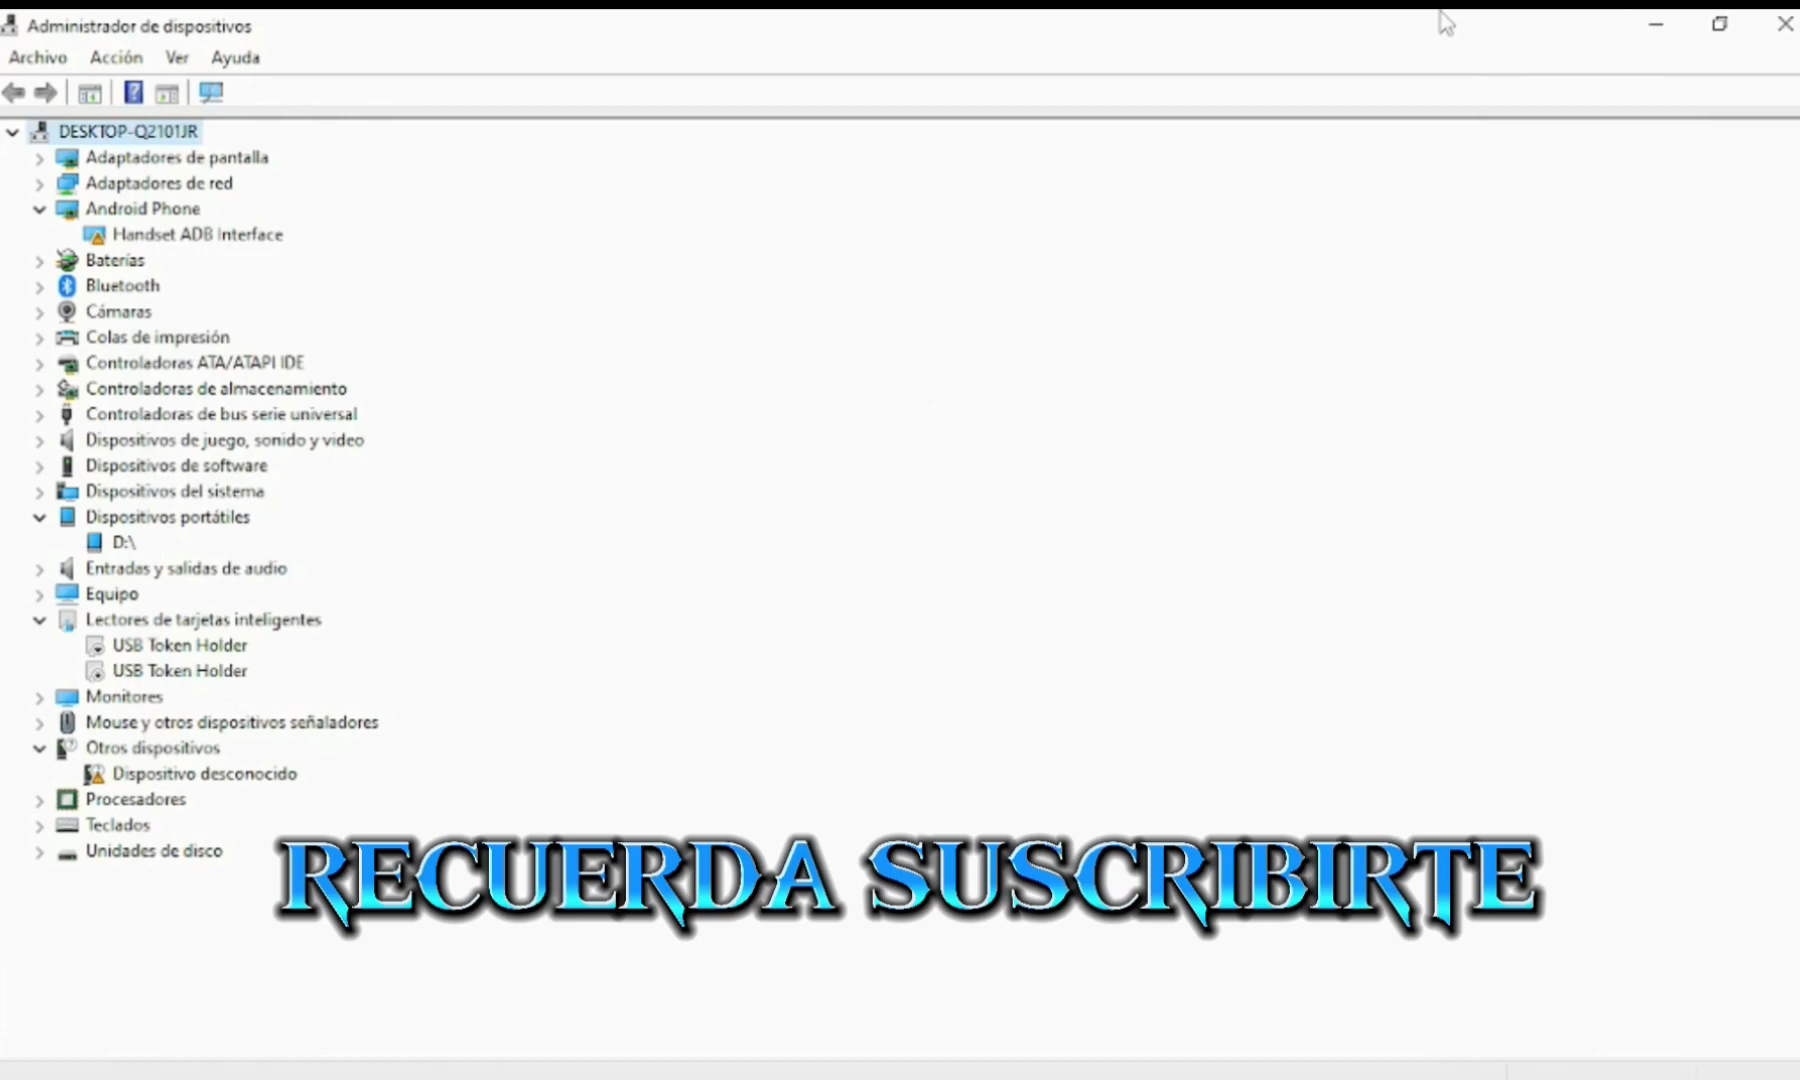 Administrador de dispositivos
Archivo Acción Ver Ayuda
DESKTOP-Q2101JR
Adaptadores de pantalla
Adaptadores de red
Android Phone
Handset ADB Interface
Baterías
Bluetooth
Cámaras
Colas de impresión
Controladoras ATA/ATAPI IDE
Controladoras de almacenamiento
Controladoras de bus serie universal
Dispositivos de juego, sonido y video
Dispositivos de software
Dispositivos del sistema
Dispositivos portátiles
D:\
Entradas y salidas de audio
Equipo
Lectores de tarjetas inteligentes
USB Token Holder
USB Token Holder
Monitores
Mouse y otros dispositivos señaladores
Otros dispositivos
Dispositivo desconocido
Procesadores
Teclados
Unidades de disco
RECUERDA SUSCRIBIRTE